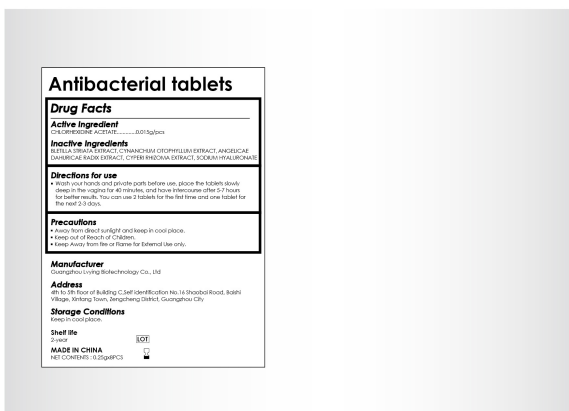 Antibacterial tablets
Drug Facts
Active Ingredient
CHLORHEXIDINE ACETATE.............0.015g/pcs
Inactive Ingredients
BLETILLA STRIATA EXTRACT, CYNANCHUM OTOPHYLLUM EXTRACT, ANGELICAE
DAHURICAE RADIX EXTRACT, CYPERI RHIZOMA EXTRACT, SODIUM HYALURONATE
Directions for use
• Wash your hands and private parts before use, place the tablets slowly
deep in the vagina for 40 minutes, and have intercourse after 5-7 hours
for better results. You can use 2 tablets for the first time and one tablet for
the next 2-3 days.
Precautions
• Away from direct sunlight and keep in cool place.
• Keep out of Reach of Children.
• Keep Away from fire or Flame for External Use only.
Manufacturer
Guangzhou Lvying Biotechnology Co., Ltd
Address
4th to 5th floor of Building C,Self identification No.16 Shaobei Road, Baishi
Village, Xintang Town, Zengcheng District, Guangzhou City
Storage Conditions
Keep in cool place.
Shelf life
2-year
LOT
MADE IN CHINA
NET CONTENTS : 0.25gx8PCS